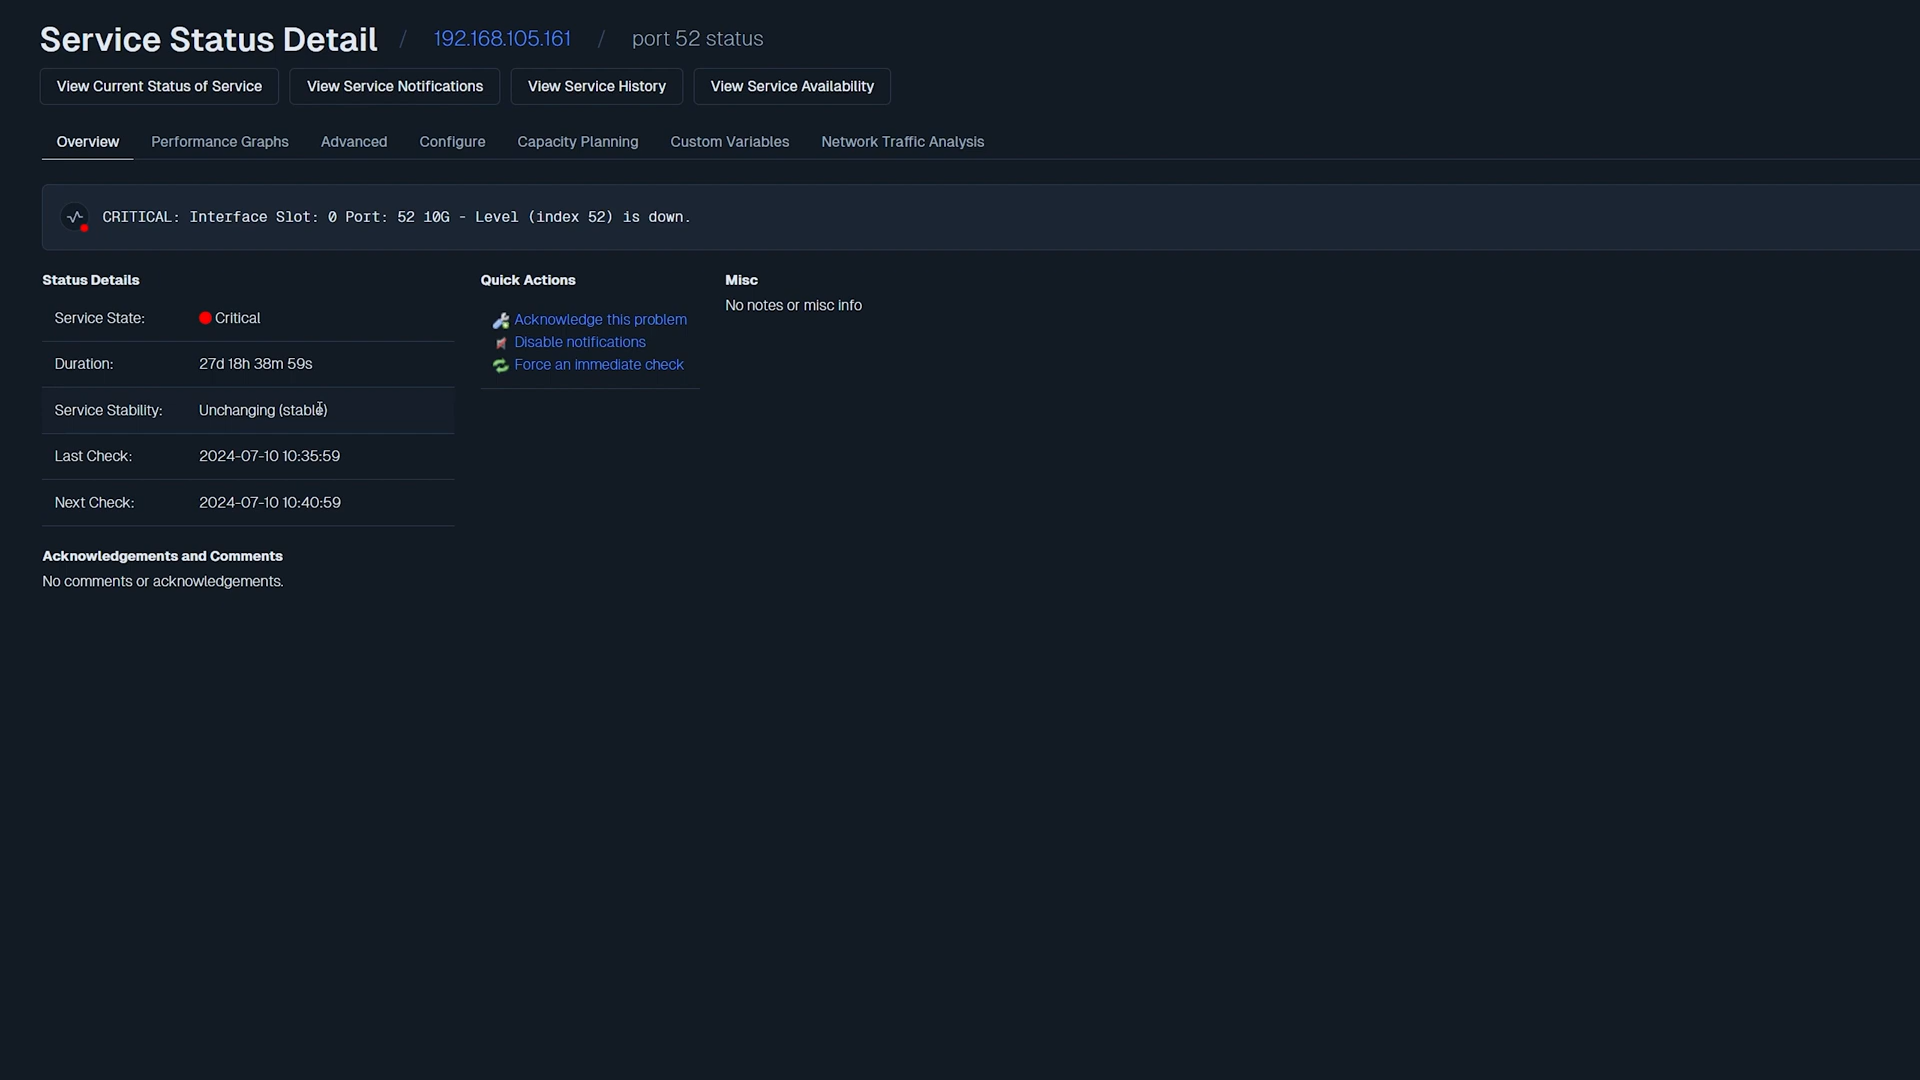 Service Status Detail / 192.168.105.161 / port 52 status
View Current Status of Service View Service Notifications View Service History View Service Availability
Overview Performance Graphs Advanced Configure Capacity Planning Custom Variables Network Traffic Analysis
CRITICAL: Interface Slot: 0 Port: 52 10G - Level (index 52) is down.
Status Details
Service State: Critical
Duration: 27d 18h 38m 59s
Service Stability: Unchanging (stable)
Last Check: 2024-07-10 10:35:59
Next Check: 2024-07-10 10:40:59
Quick Actions
Acknowledge this problem
Disable notifications
Force an immediate check
Misc
No notes or misc info
Acknowledgements and Comments
No comments or acknowledgements.